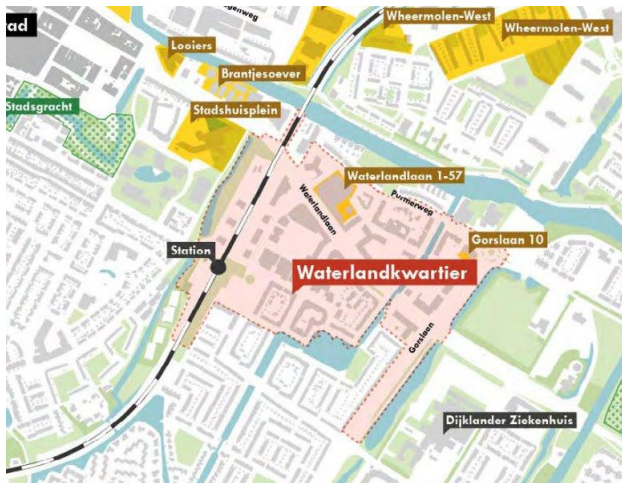 ad
genweg
Wheermolen-West
Wheermolen-West
Looiers
Brantjesoever
Stadsgracht
Stadshuisplein
Waterlandlaan 1-57
Purmerweg
Waterlandlaan
Gorslaan 10
Station
Waterlandkwartier
Gorslaan
Dijklander Ziekenhuis